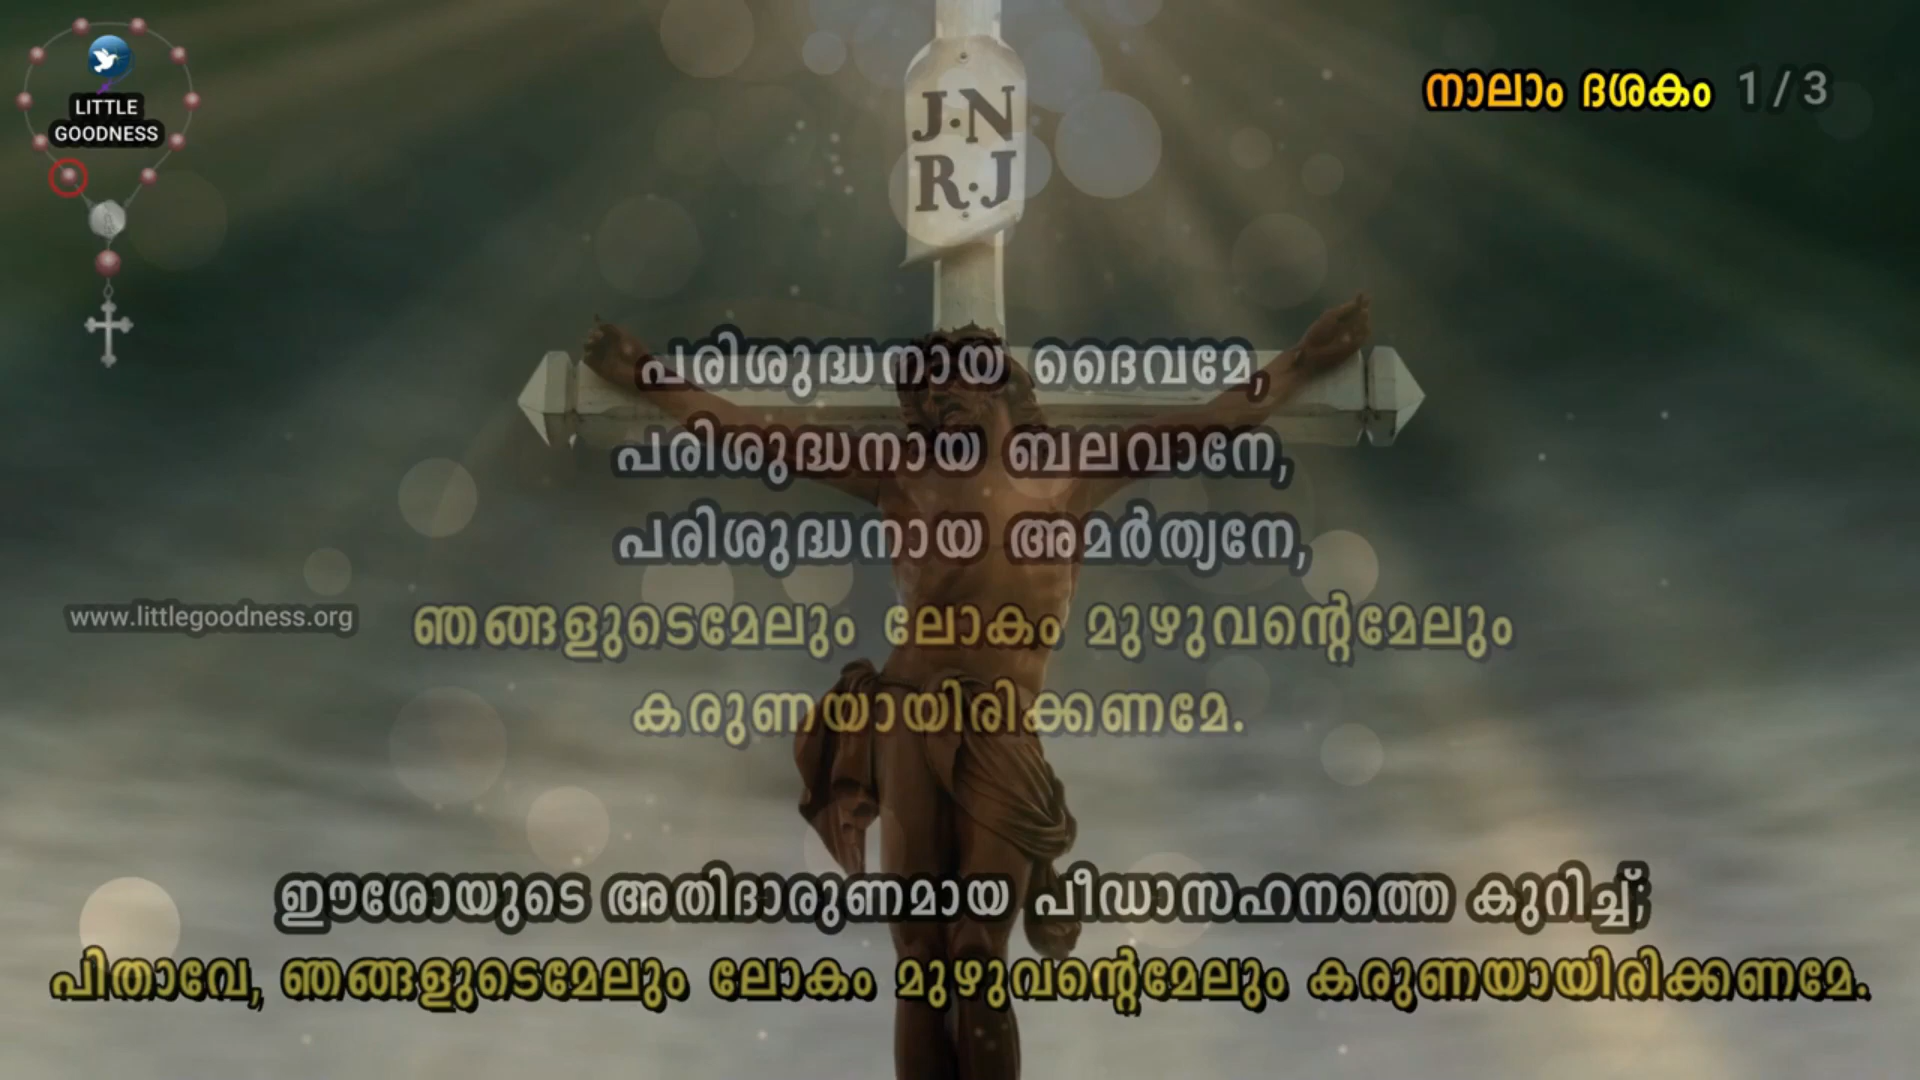 LITTLE
GOODNESS
നാലാം ദശകം 1 / 3
J·N
R·J
പരിശുദ്ധനായ ദൈവമേ,
പരിശുദ്ധനായ ബലവാനേ,
പരിശുദ്ധനായ അമർത്യനേ,
www.littlegoodness.org
ഞങ്ങളുടെമേലും ലോകം മുഴുവന്റെമേലും
കരുണയായിരിക്കണമേ.
ഈശോയുടെ അതിദാരുണമായ പീഡാസഹനത്തെ കുറിച്ച്;
പിതാവേ, ഞങ്ങളുടെമേലും ലോകം മുഴുവന്റെമേലും കരുണയായിരിക്കണമേ.